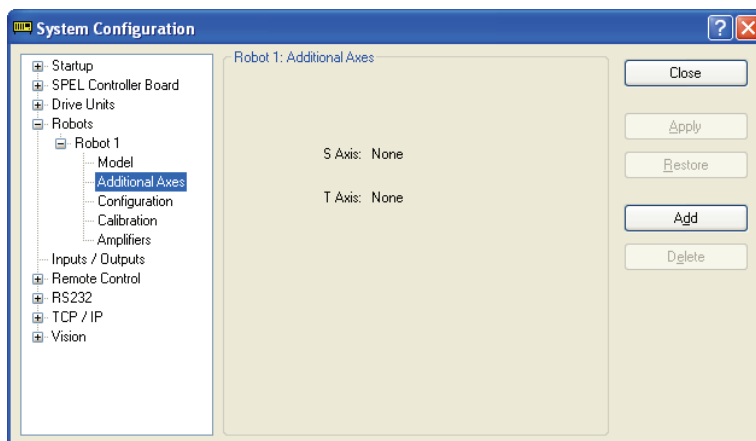 System Configuration
Startup
SPEL Controller Board
Drive Units
Robots
Robot 1
Model
Additional Axes
Configuration
Calibration
Amplifiers
Inputs / Outputs
Remote Control
RS232
TCP / IP
Vision
Robot 1: Additional Axes
S Axis: None
T Axis: None
Close
Apply
Restore
Add
Delete